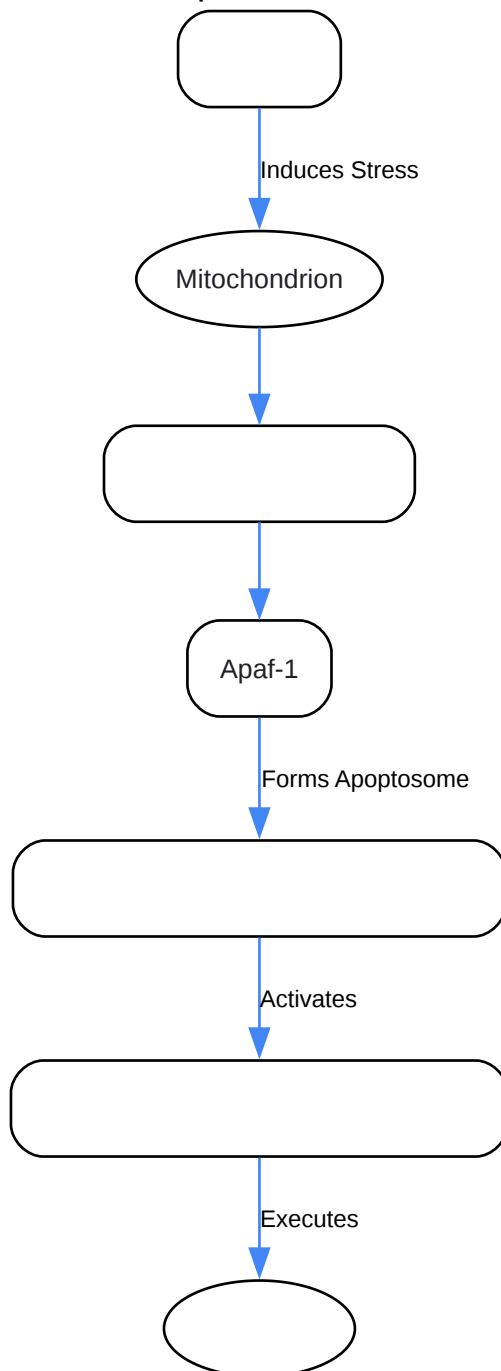 Induces Stress
Mitochondrion
Apaf-1
Forms Apoptosome
Activates
Executes